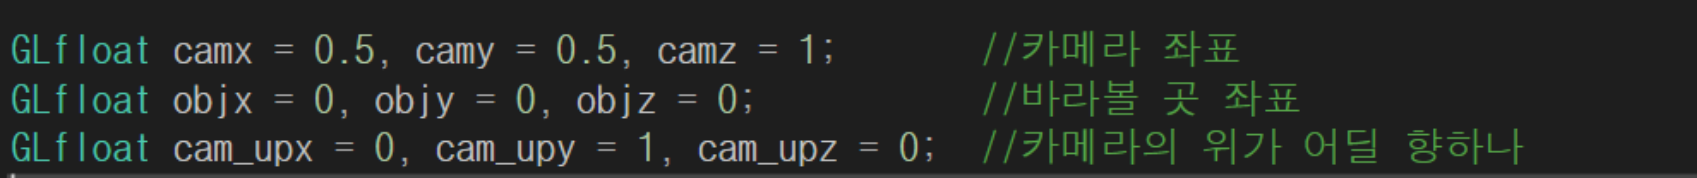 GLfloat camx = 0.5, camy = 0.5, camz = 1; //카메라 좌표
GLfloat objx = 0, objy = 0, objz = 0; //바라볼 곳 좌표
GLfloat cam_upx = 0, cam_upy = 1, cam_upz = 0; //카메라의 위가 어딜 향하나